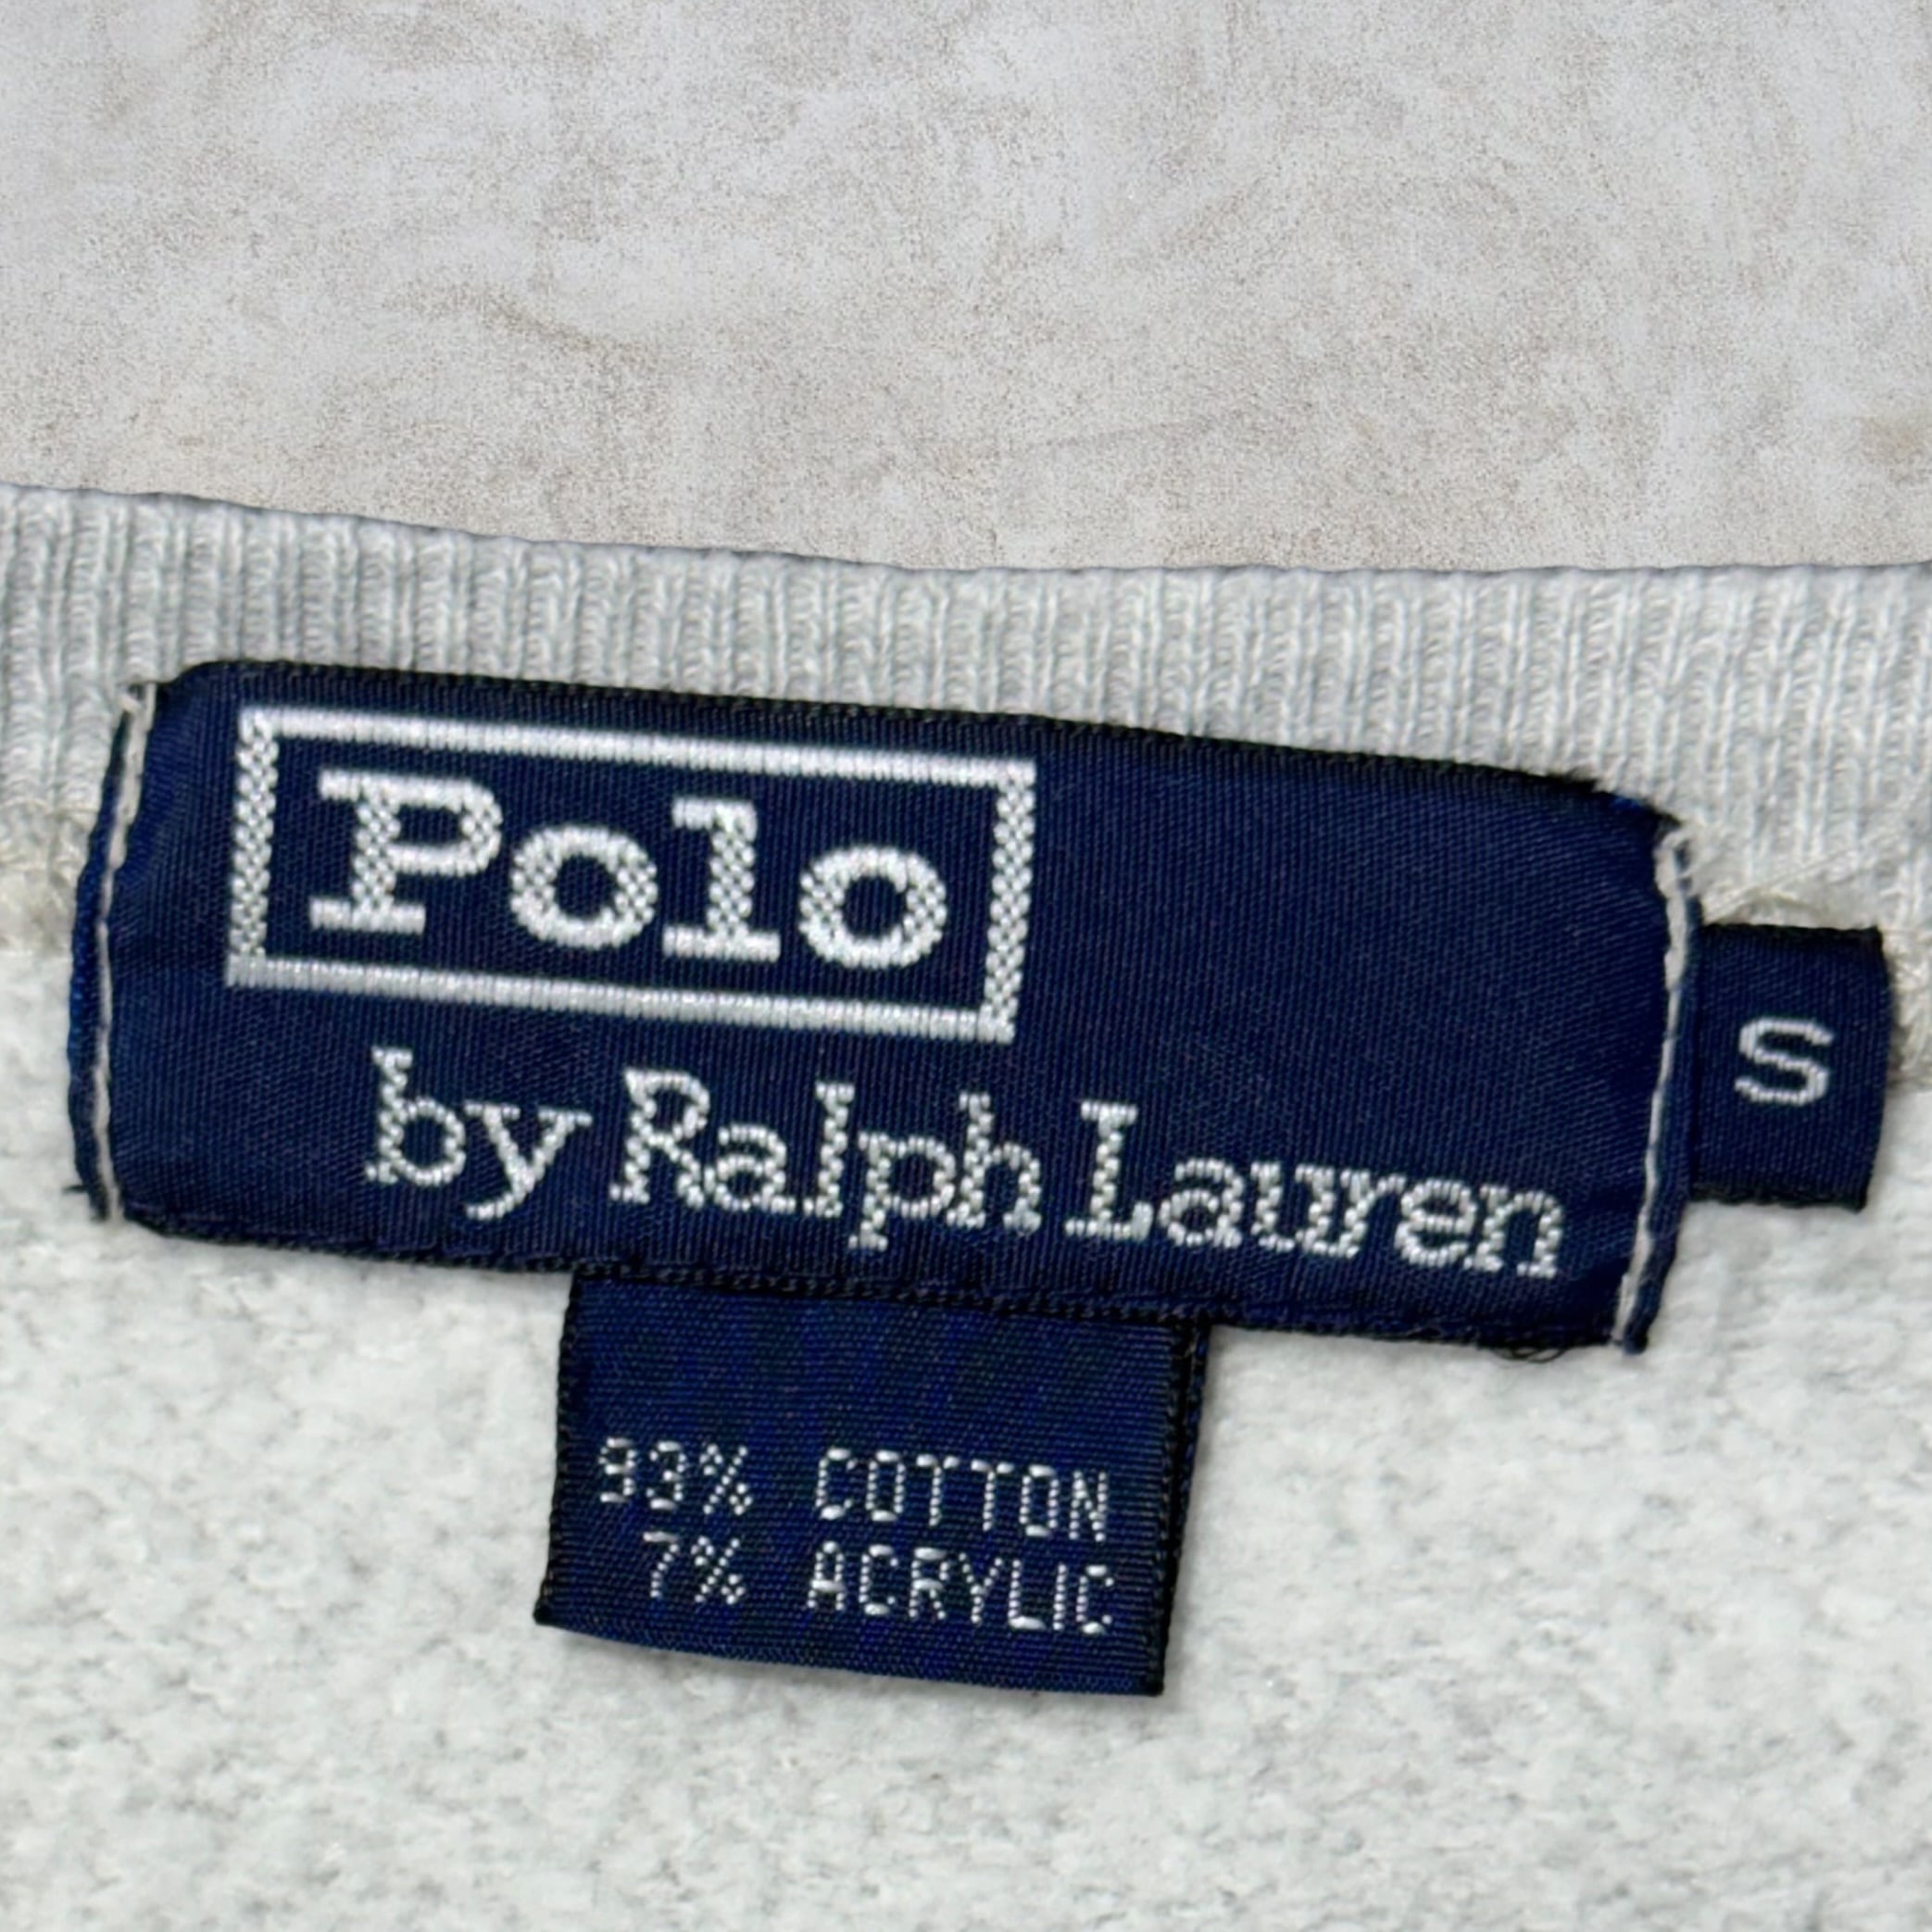 Polo
by Ralph Lauren
S
93% COTTON
7% ACRYLIC